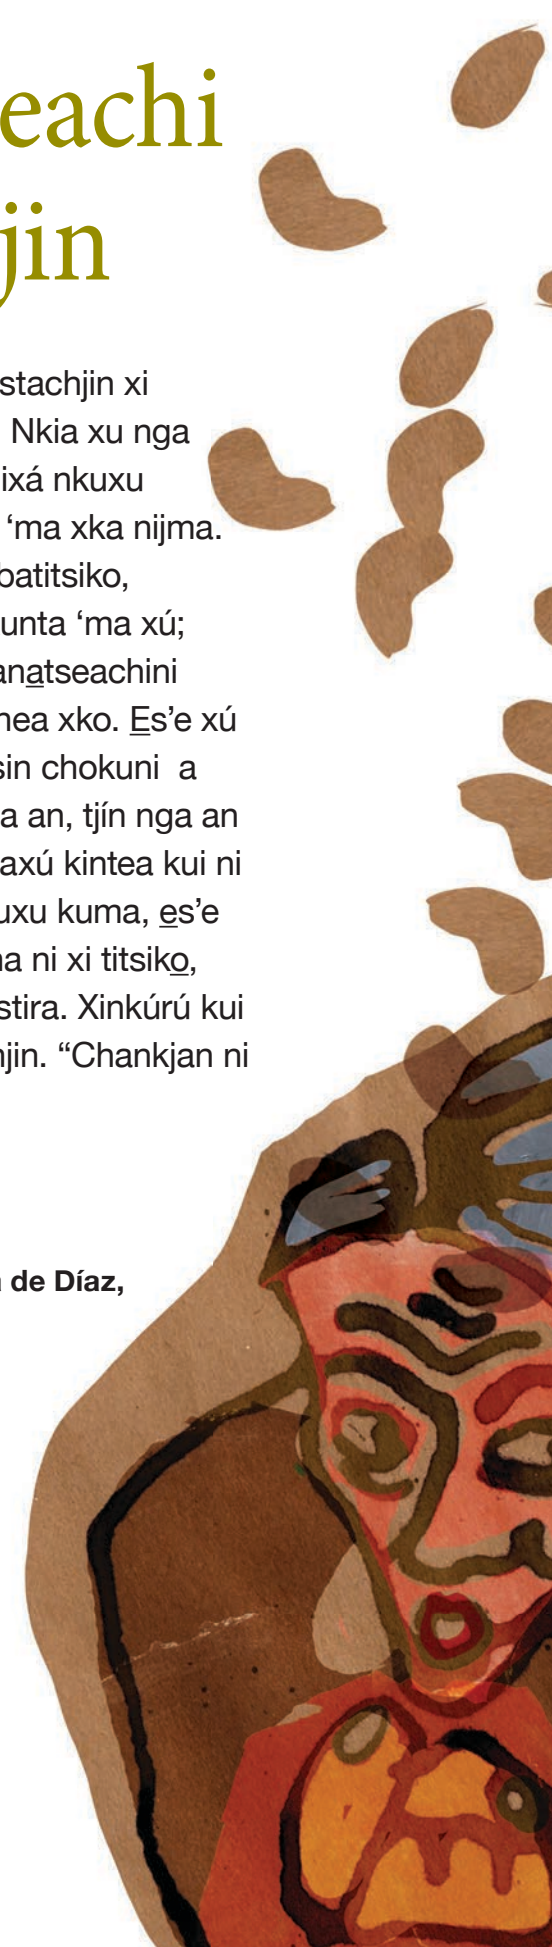 eachi
jin
stachjin xi
Nkia xu nga
ixá nkuxu
‘ma xka nijma.
batitsiko,
unta ‘ma xú;
anatseachini
nea xko. Es’e xú
sin chokuni a
a an, tjín nga an
axú kintea kui ni
uxu kuma, es’e
na ni xi titsiko,
stira. Xinkúrú kui
njin. “Chankjan ni
de Díaz,